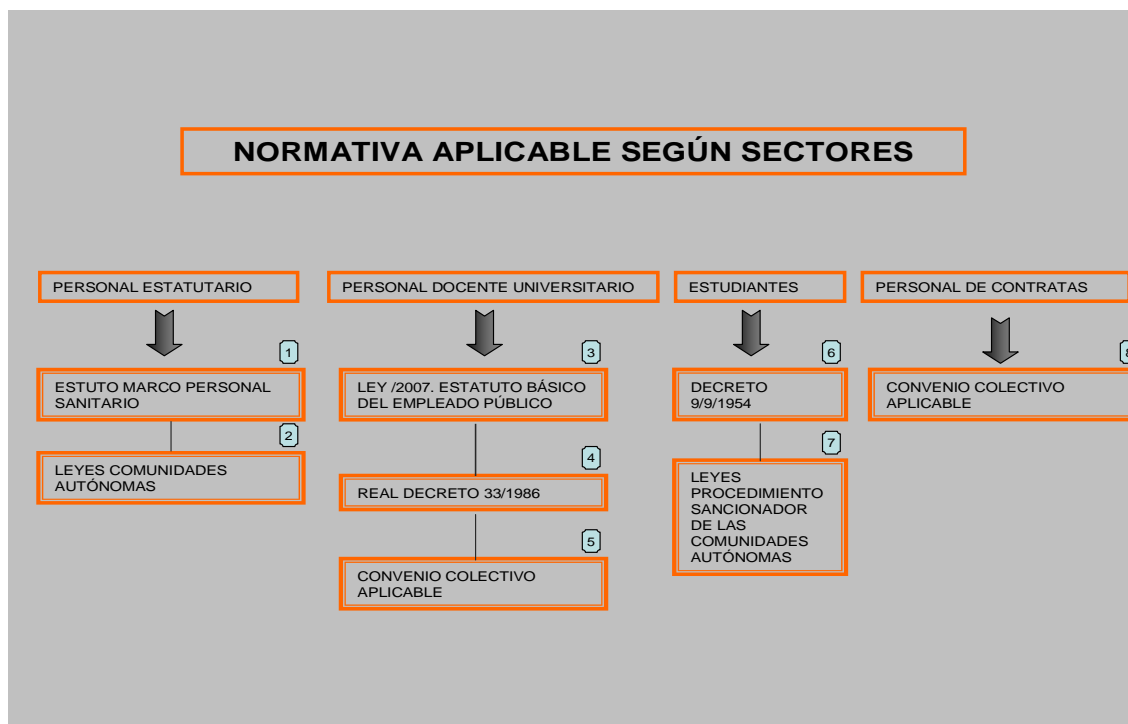 NORMATIVA APLICABLE SEGÚN SECTORES
PERSONAL ESTATUTARIO
1
ESTUTO MARCO PERSONAL
SANITARIO
2
LEYES COMUNIDADES
AUTÓNOMAS
PERSONAL DOCENTE UNIVERSITARIO
3
LEY /2007. ESTATUTO BÁSICO
DEL EMPLEADO PÚBLICO
4
REAL DECRETO 33/1986
5
CONVENIO COLECTIVO
APLICABLE
ESTUDIANTES
6
DECRETO
9/9/1954
7
LEYES
PROCEDIMIENTO
SANCIONADOR
DE LAS
COMUNIDADES
AUTÓNOMAS
PERSONAL DE CONTRATAS
8
CONVENIO COLECTIVO
APLICABLE